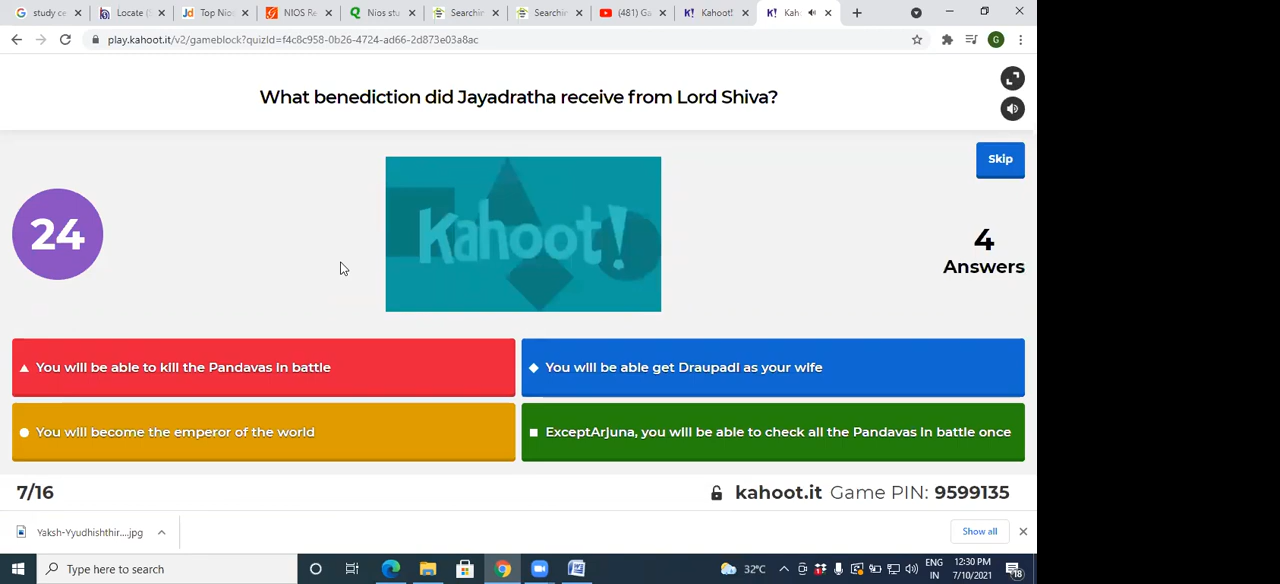 study ce
Locate (
Top Nios
NIOS Re
Nios stu
Searchin
Searchin
(481) Ga
Kahoot!
Kah
play.kahoot.it/v2/gameblock?quizId=f4c8c958-0b26-4724-ad66-2d873e03a8ac
What benediction did Jayadratha receive from Lord Shiva?
Skip
24
Kahoot!
4
Answers
You will be able to kill the Pandavas in battle
You will be able get Draupadi as your wife
You will become the emperor of the world
ExceptArjuna, you will be able to check all the Pandavas in battle once
7/16
kahoot.it Game PIN: 9599135
Yaksh-Yyudhishthir....jpg
Show all
Type here to search
32°C
ENG
IN
12:30 PM
7/10/2021
18